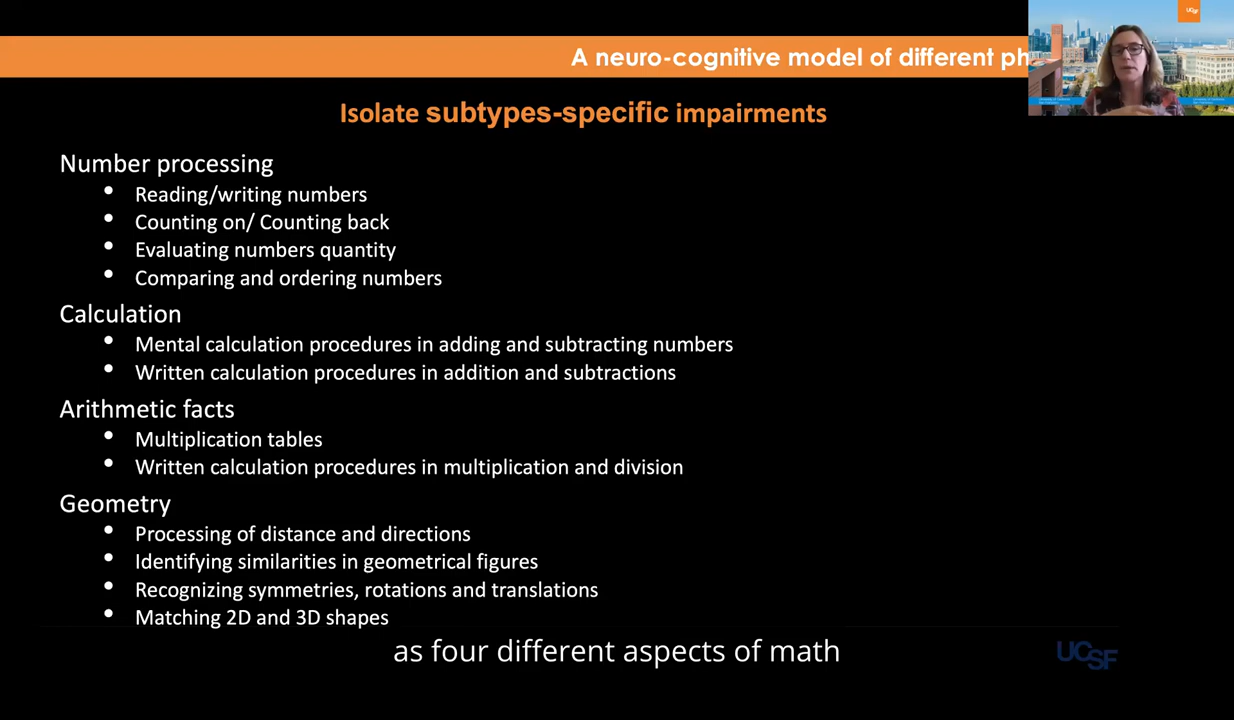 A neuro-cognitive model of different ph
UCSF
Isolate subtypes-specific impairments
Number processing
• Reading/writing numbers
• Counting on/ Counting back
• Evaluating numbers quantity
• Comparing and ordering numbers
Calculation
• Mental calculation procedures in adding and subtracting numbers
• Written calculation procedures in addition and subtractions
Arithmetic facts
• Multiplication tables
• Written calculation procedures in multiplication and division
Geometry
• Processing of distance and directions
• Identifying similarities in geometrical figures
• Recognizing symmetries, rotations and translations
• Matching 2D and 3D shapes
as four different aspects of math
UCSF